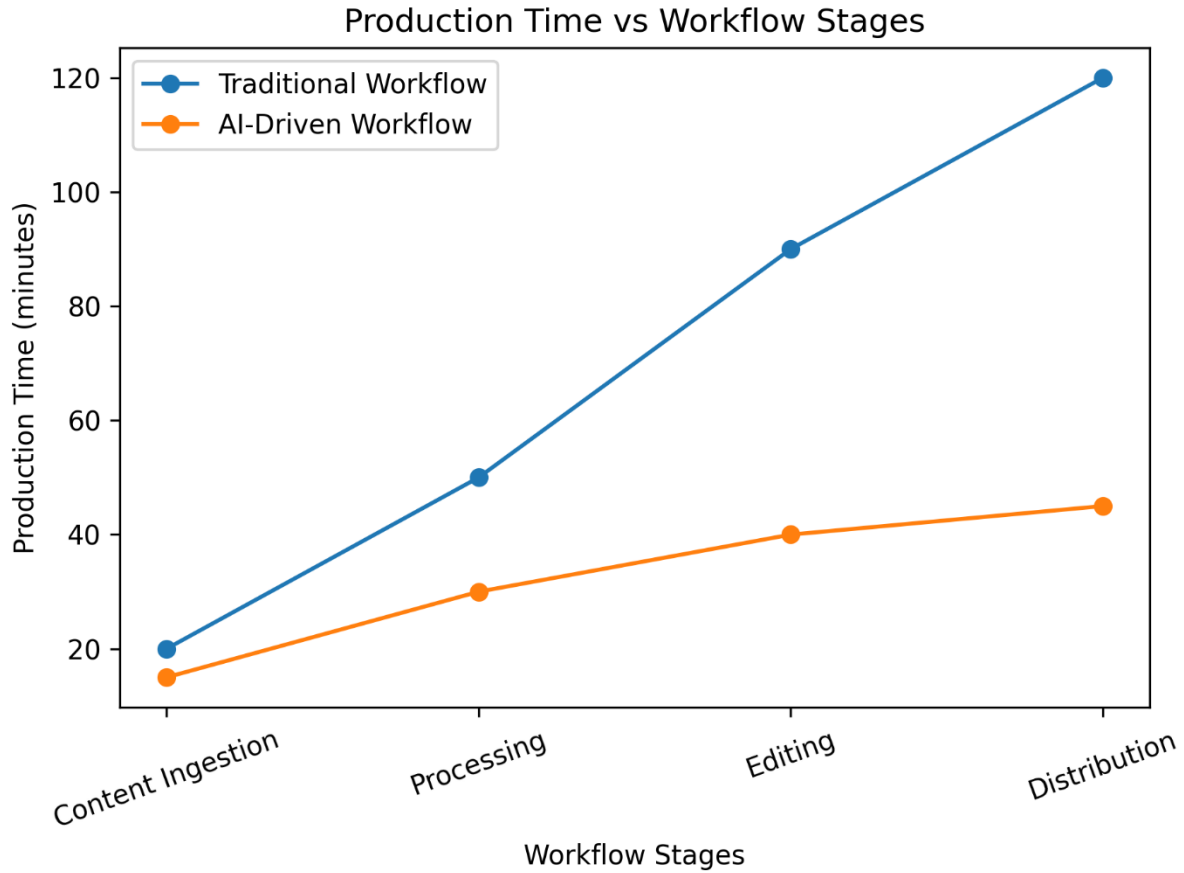 Production Time vs Workflow Stages
Traditional Workflow
AI-Driven Workflow
Production Time (minutes)
120
100
80
60
40
20
Content Ingestion
Processing
Editing
Distribution
Workflow Stages